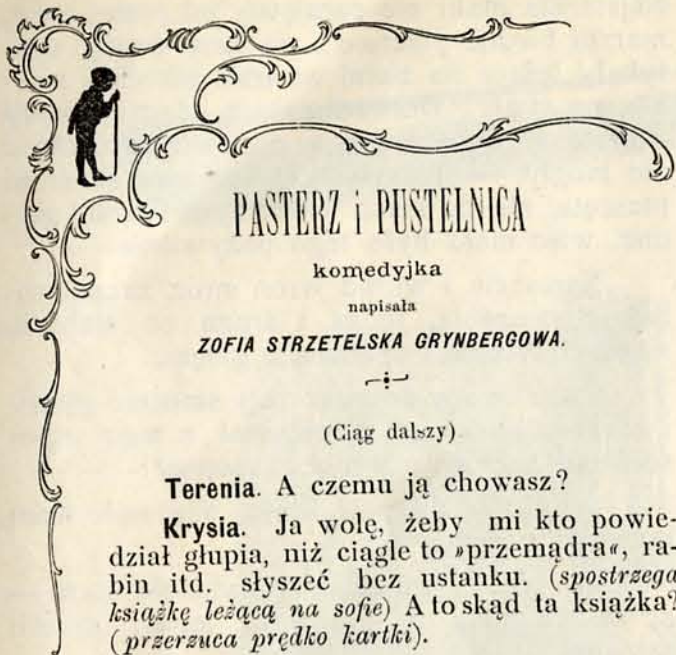 PASTERZ i PUSTELNICA
komedyjka
napisała
ZOFIA STRZETELSKA GRYNBERGOWA.
(Ciąg dalszy)
Terenia. A czemu ją chowasz?
Krysia. Ja wolę, żeby mi kto powie-
dział głupia, niż ciągle to »przemądra«, ra-
bin itd. słyszeć bez ustanku. (spostrzega
książkę leżącą na sofie) A to skąd ta książka?
(przerzuca prędko kartki).